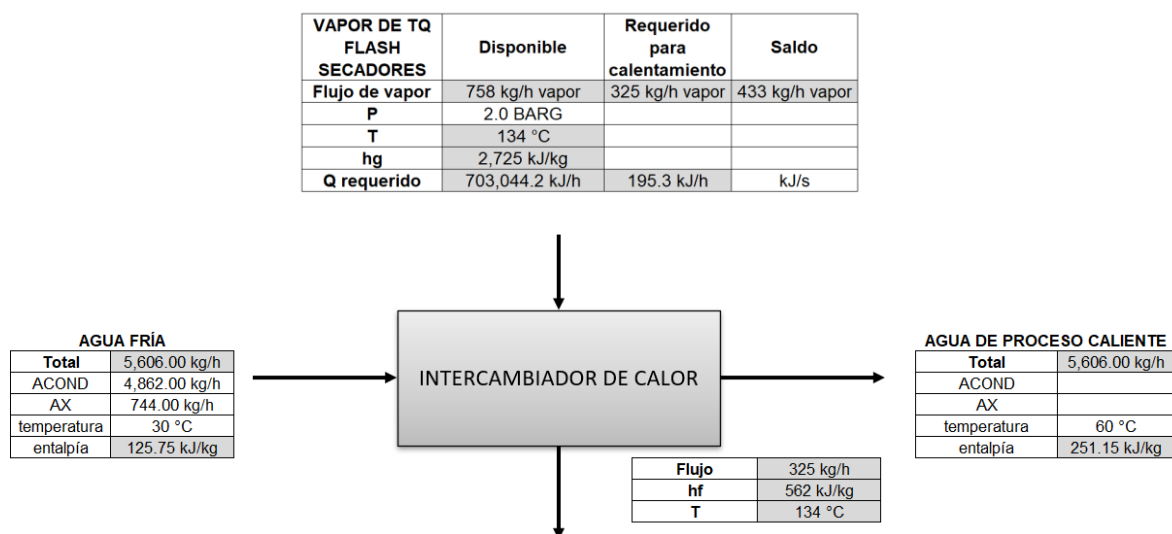 VAPOR DE TQ FLASH SECADORES Disponible Requerido para calentamiento Saldo
Flujo de vapor 758 kg/h vapor 325 kg/h vapor 433 kg/h vapor
P 2.0 BARG
T 134 °C
hg 2,725 kJ/kg
Q requerido 703,044.2 kJ/h 195.3 kJ/h kJ/s
AGUA FRÍA
Total 5,606.00 kg/h
ACOND 4,862.00 kg/h
AX 744.00 kg/h
temperatura 30 °C
entalpía 125.75 kJ/kg
INTERCAMBIADOR DE CALOR
AGUA DE PROCESO CALIENTE
Total 5,606.00 kg/h
ACOND
AX
temperatura 60 °C
entalpía 251.15 kJ/kg
Flujo 325 kg/h
hf 562 kJ/kg
T 134 °C